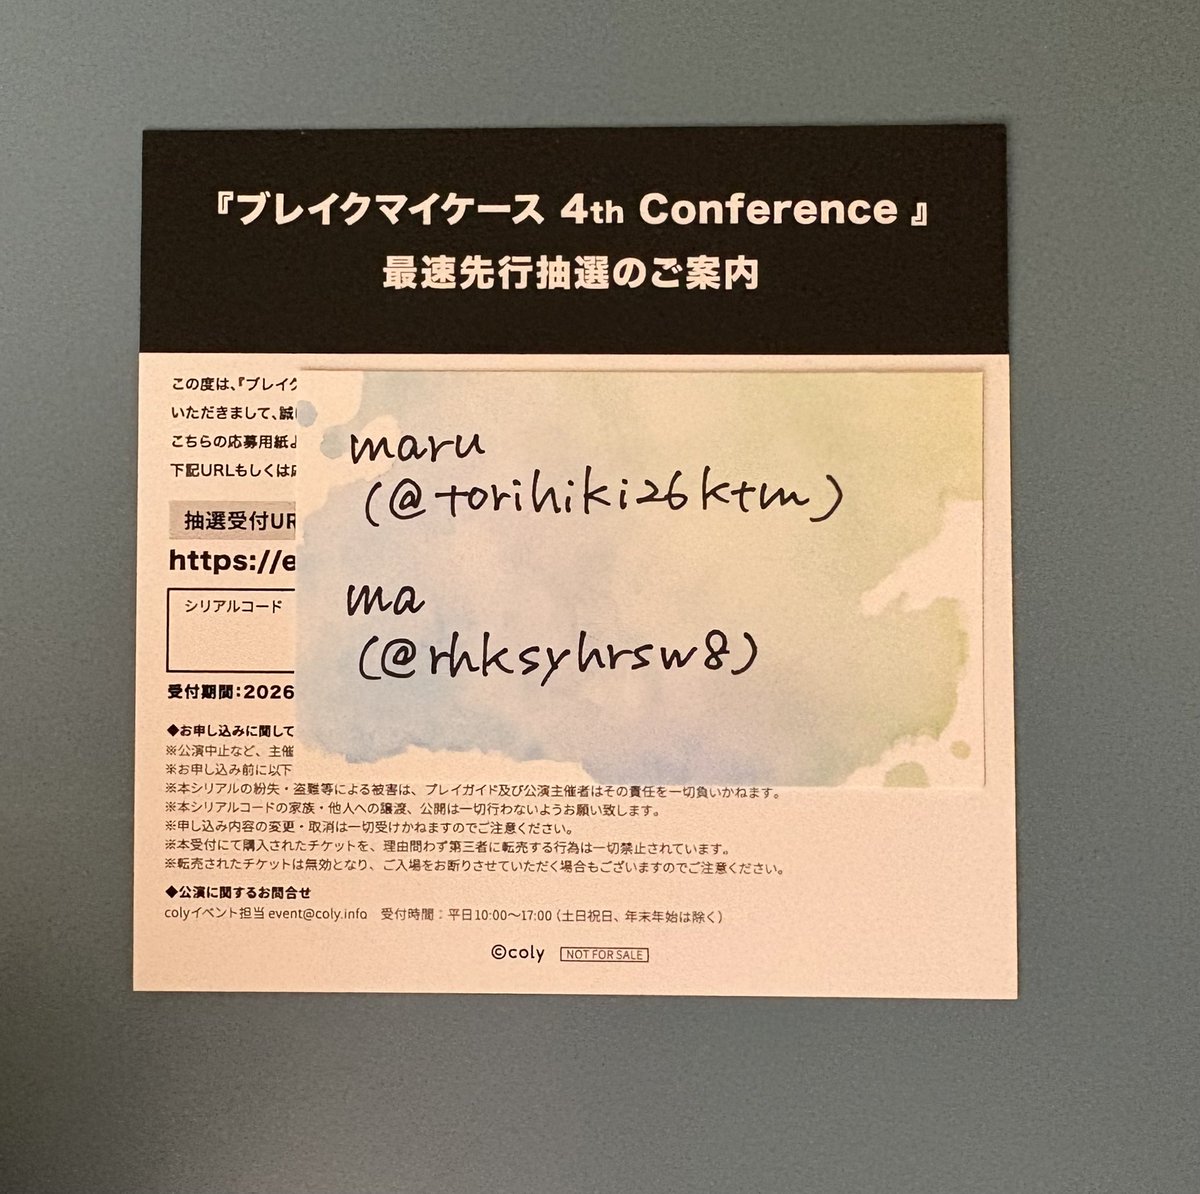 『ブレイクマイケース 4th Conference 』
最速先行抽選のご案内
この度は、『ブレイク
いただきまして、誠に
こちらの応募用紙よ
下記URLもしくは
抽選受付UR
https://e
シリアルコード
受付期間:2026
maru
(@torihiki26ktm)
ma
(@rhksyhrsw8)
◆お申し込みに関して
※公演中止など、主催
※お申し込み前に以下
※本シリアルの紛失・盗難等による被害は、プレイガイド及び公演主催者はその責任を一切負いかねます。
※本シリアルコードの家族・他人への譲渡、公開は一切行わないようお願い致します。
※申し込み内容の変更・取消は一切受けかねますのでご注意ください。
※本受付にて購入されたチケットを、理由問わず第三者に転売する行為は一切禁止されています。
※転売されたチケットは無効となり、ご入場をお断りさせていただく場合もございますのでご注意ください。
◆公演に関するお問合せ
colyイベント担当 event@coly.info 受付時間:平日10:00～17:00（土日祝日、年末年始は除く）
©coly NOT FOR SALE